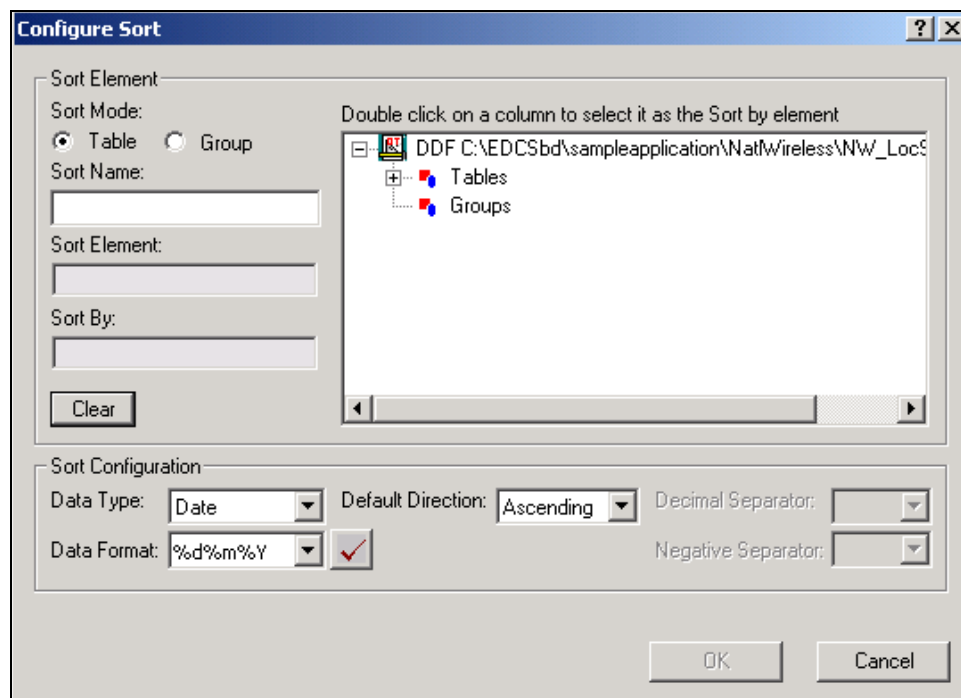 Configure Sort
Sort Element
Sort Mode:
Table
Group
Sort Name:
Sort Element:
Sort By:
Clear
Double click on a column to select it as the Sort by element
DDF C:\EDCSbd\sampleapplication\NatlWireless\NW_LocS
Tables
Groups
Sort Configuration
Data Type:
Date
Default Direction:
Ascending
Decimal Separator:
Data Format:
%d%m%Y
Negative Separator:
OK
Cancel